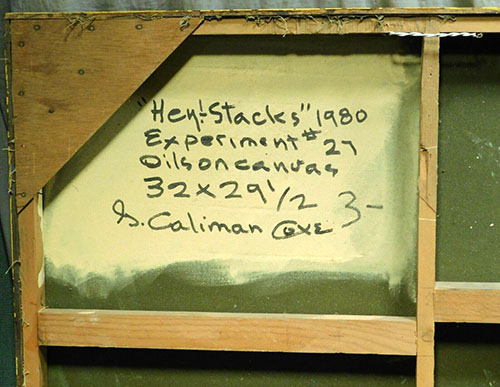 "Hey!-Stacks" 1980
Experiment #27
Oils on canvas
32 x 29 1/2 3-
G. Caliman Coxe